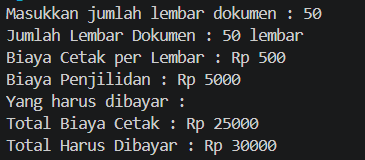 Masukkan jumlah lembar dokumen : 50
Jumlah Lembar Dokumen : 50 lembar
Biaya Cetak per Lembar : Rp 500
Biaya Penjilidan : Rp 5000
Yang harus dibayar :
Total Biaya Cetak : Rp 25000
Total Harus Dibayar : Rp 30000